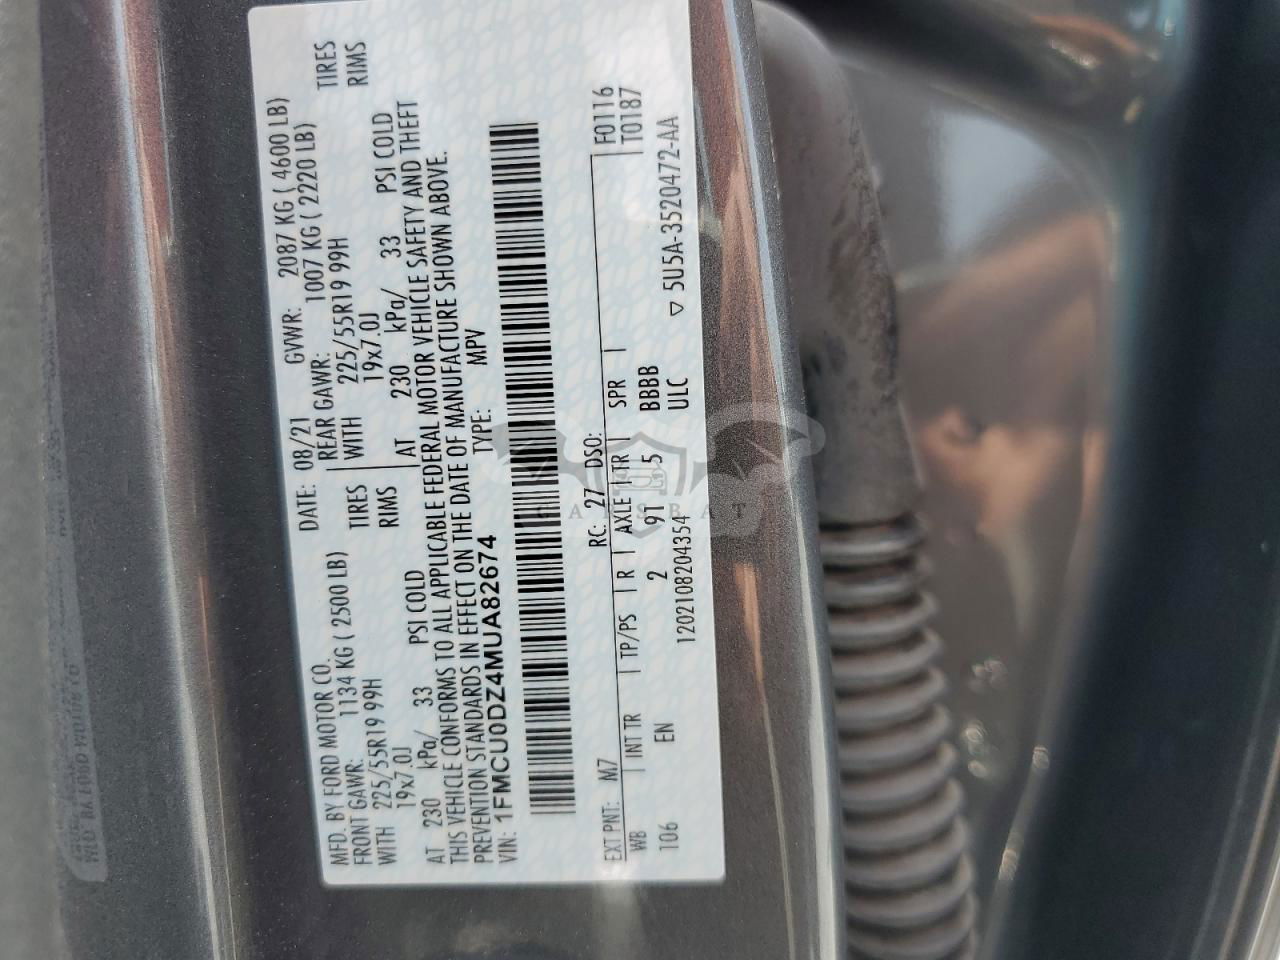 MFD. BY FORD MOTOR CO.
DATE: 08/21 GVWR: 2087 KG ( 4600 LB)
FRONT GAWR: 1134 KG ( 2500 LB) REAR GAWR: 1007 KG ( 2220 LB)
WITH 225/55R19 99H TIRES WITH 225/55R19 99H TIRES
19x7.0J RIMS 19x7.0J RIMS
AT 230 kPa/ 33 PSI COLD AT 230 kPa/ 33 PSI COLD
THIS VEHICLE CONFORMS TO ALL APPLICABLE FEDERAL MOTOR VEHICLE SAFETY AND THEFT
PREVENTION STANDARDS IN EFFECT ON THE DATE OF MANUFACTURE SHOWN ABOVE.
VIN: 1FMCU0DZ4MUA82674 TYPE: MPV
EXT PNT: M7 RC: 27 DSO: F0116
WB INT TR TP/PS R AXLE TR SPR T0187
106 EN 2 91 5 BBBB
1202108204354 ULC ▽ 5U5A-3520472-AA
CARSBAT